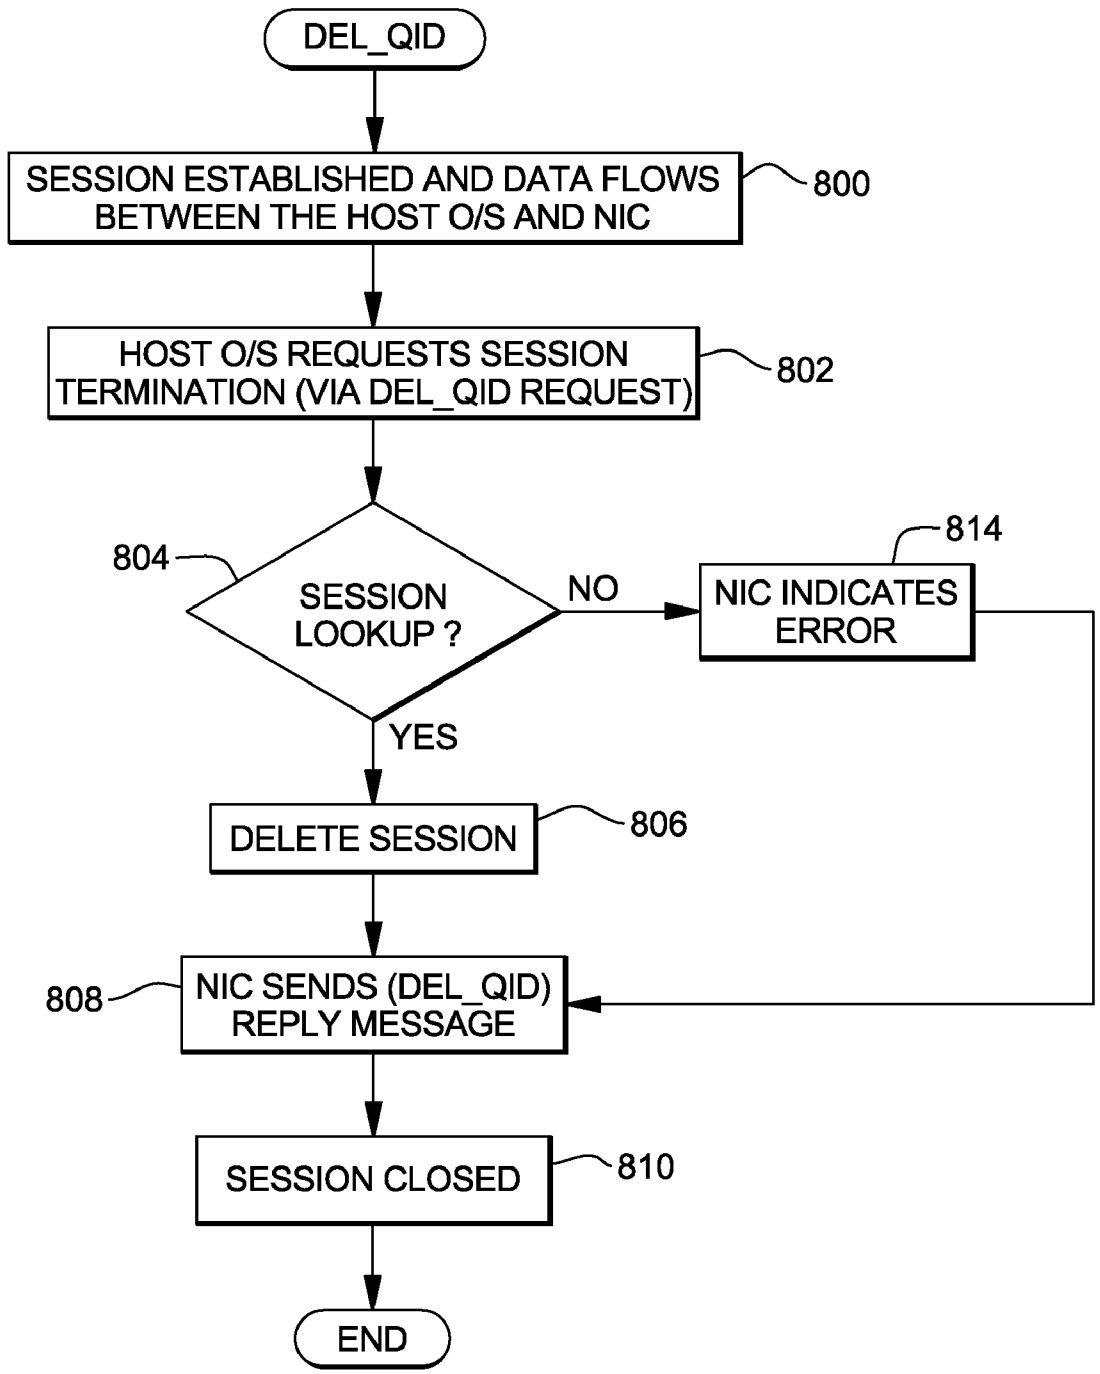 DEL_QID
SESSION ESTABLISHED AND DATA FLOWS
BETWEEN THE HOST O/S AND NIC
800
HOST O/S REQUESTS SESSION
TERMINATION (VIA DEL_QID REQUEST)
802
804
SESSION
LOOKUP ?
NO
814
NIC INDICATES
ERROR
YES
DELETE SESSION
806
808
NIC SENDS (DEL_QID)
REPLY MESSAGE
SESSION CLOSED
810
END